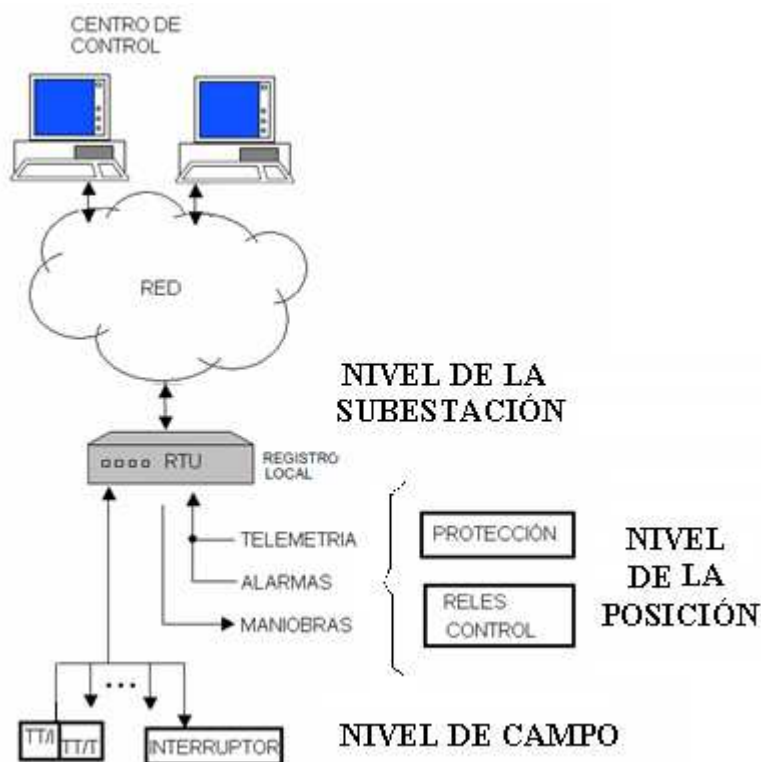 CENTRO DE
CONTROL
RED
NIVEL DE LA
SUBESTACIÓN
RTU
REGISTRO
LOCAL
TELEMETRIA
ALARMAS
MANIOBRAS
PROTECCIÓN
RELES
CONTROL
NIVEL
DE LA
POSICIÓN
TT/I
TT/T
INTERRUPTOR
NIVEL DE CAMPO